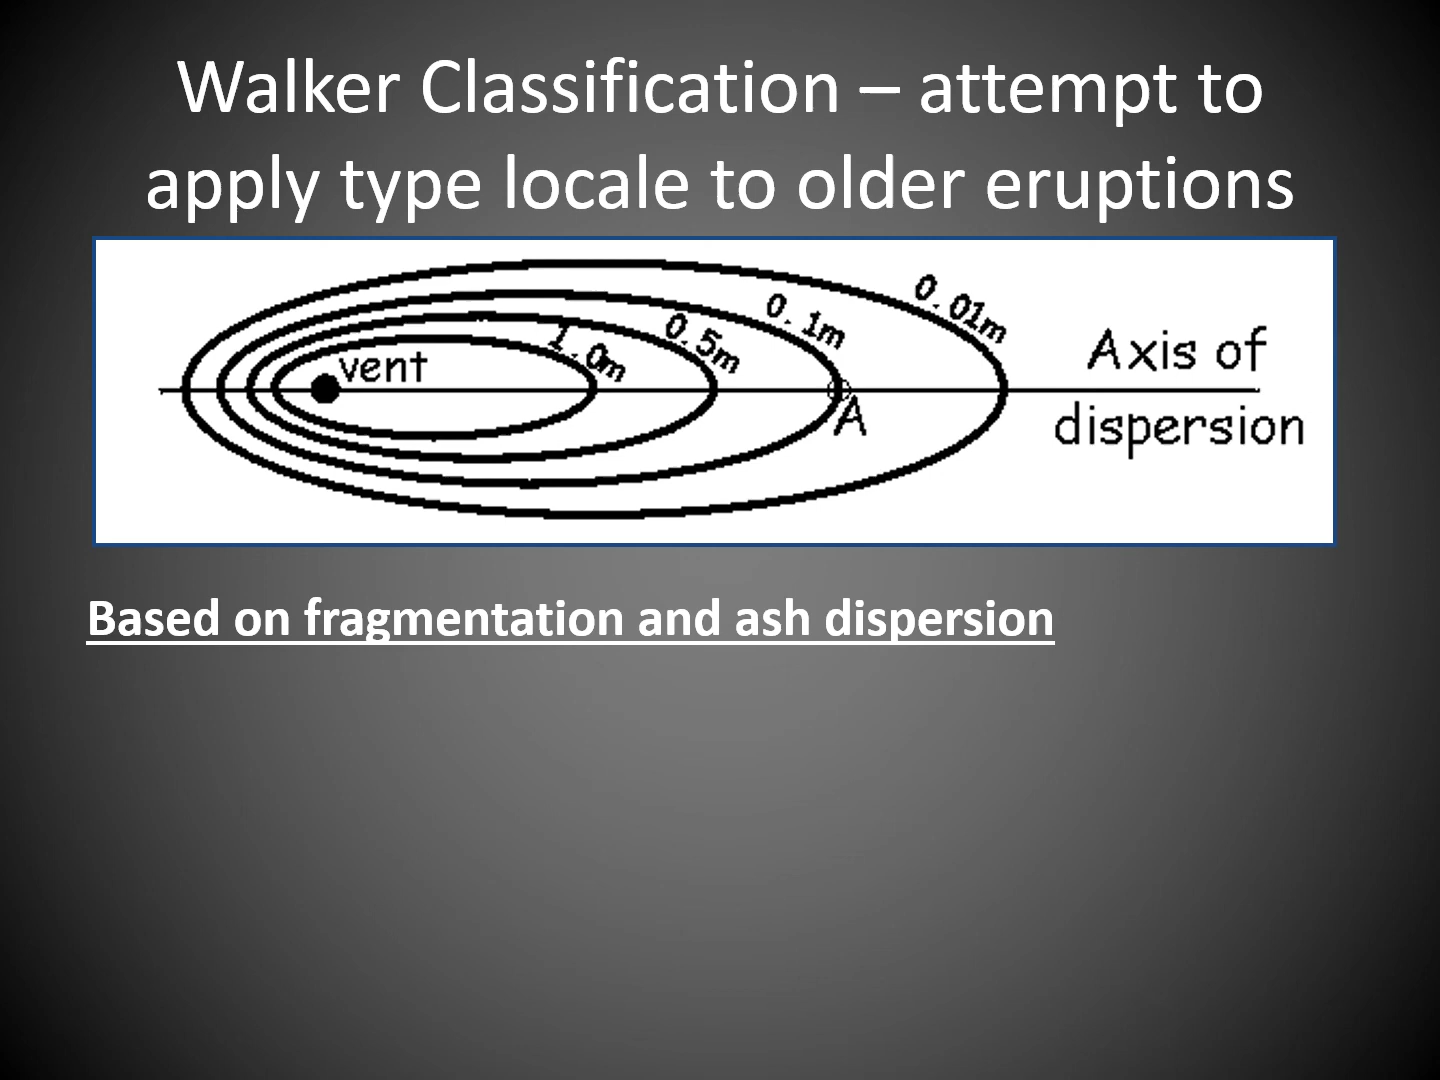 Walker Classification – attempt to
apply type locale to older eruptions
0.01m
0.1m
0.5m
1.0m
vent
Axis of
A
dispersion
Based on fragmentation and ash dispersion